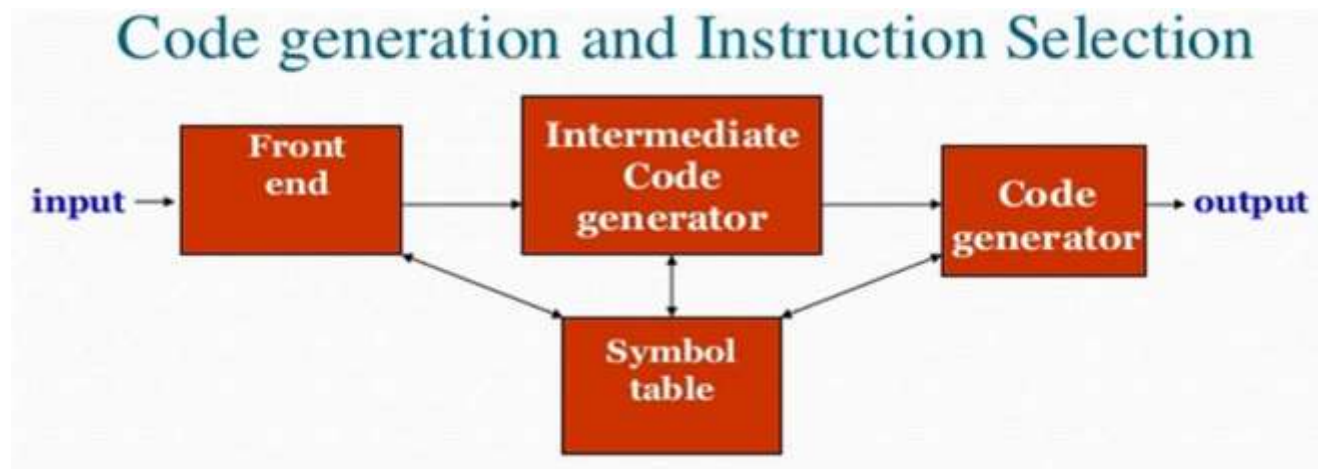 Code generation and Instruction Selection
input
Front
end
Intermediate
Code
generator
Code
generator
output
Symbol
table